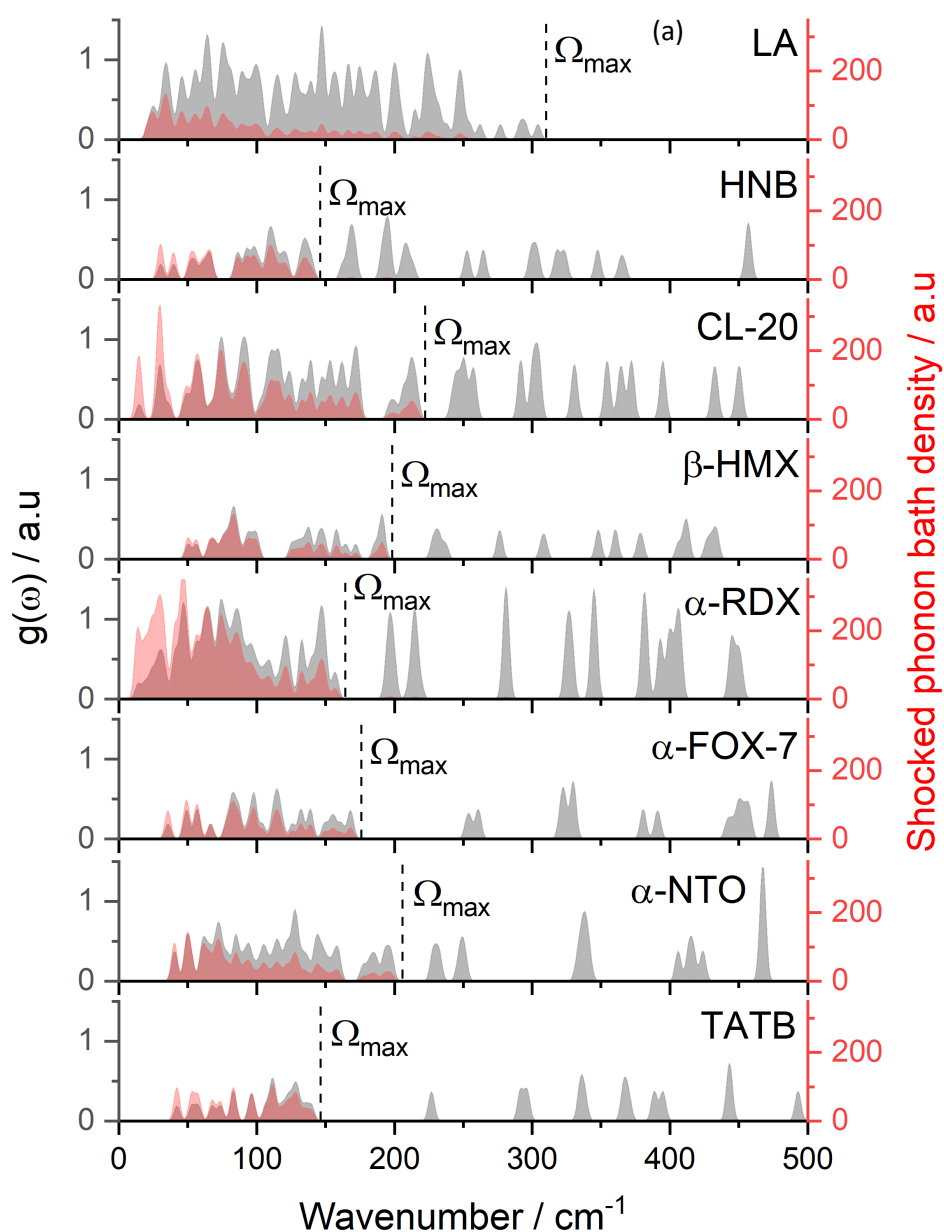 (a)
LA
Ωmax
1
0
200
0
HNB
Ωmax
1
0
200
0
CL-20
Ωmax
1
0
200
0
β-HMX
Ωmax
1
0
200
0
α-RDX
Ωmax
1
0
200
0
α-FOX-7
Ωmax
1
0
200
0
α-NTO
Ωmax
1
0
200
0
TATB
Ωmax
1
0
200
0
0 100 200 300 400 500
Wavenumber / cm⁻¹
g(ω) / a.u
Shocked phonon bath density / a.u